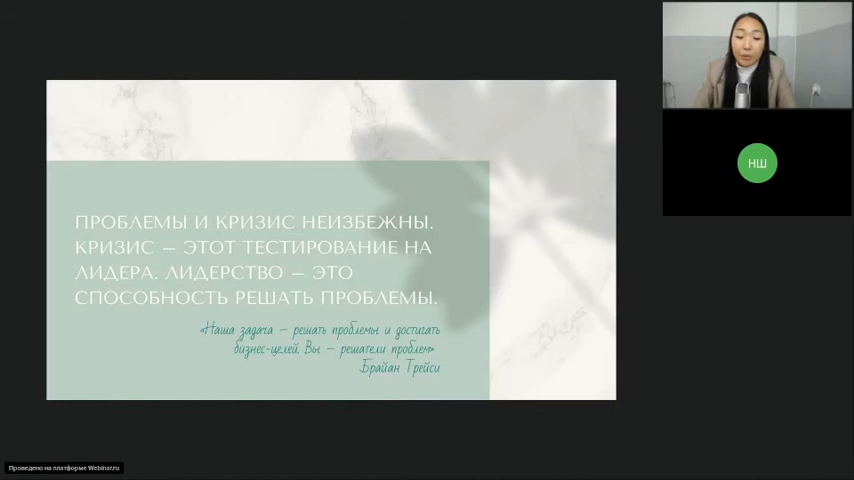 ПРОБЛЕМЫ И КРИЗИС НЕИЗБЕЖНЫ.
КРИЗИС – ЭТОТ ТЕСТИРОВАНИЕ НА
ЛИДЕРА. ЛИДЕРСТВО – ЭТО
СПОСОБНОСТЬ РЕШАТЬ ПРОБЛЕМЫ.
«Наша задача – решать проблемы и достигать
бизнес-целей. Вы – решатели проблем»
Брайан Трейси
НШ
Проведено на платформе Webinar.ru